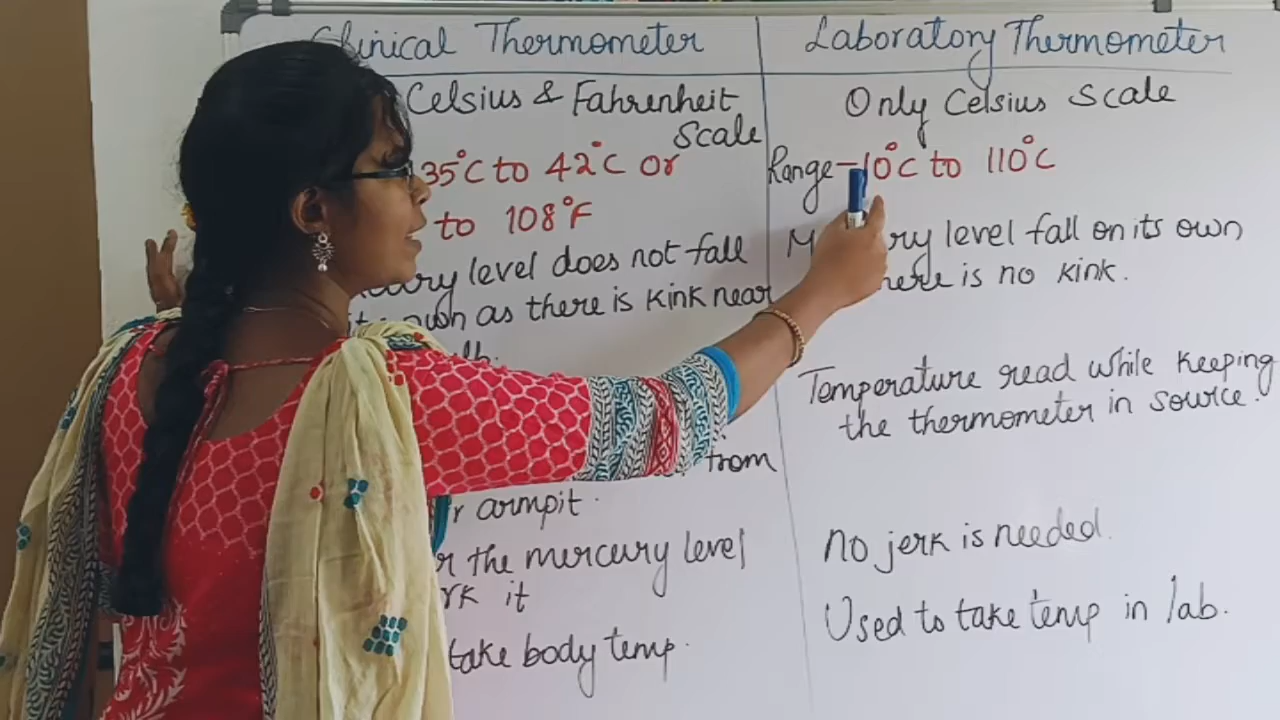 Clinical Thermometer
Celsius & Fahrenheit
Scale
35°C to 42°C or
to 108°F
level does not fall
own as there is kink near
from
armpit.
the mercury level
it
take body temp.
Laboratory Thermometer
Only Celsius Scale
Range -10°C to 110°C
level fall on its own
is no kink.
Temperature read while keeping
the thermometer in source.
No jerk is needed.
Used to take temp in lab.